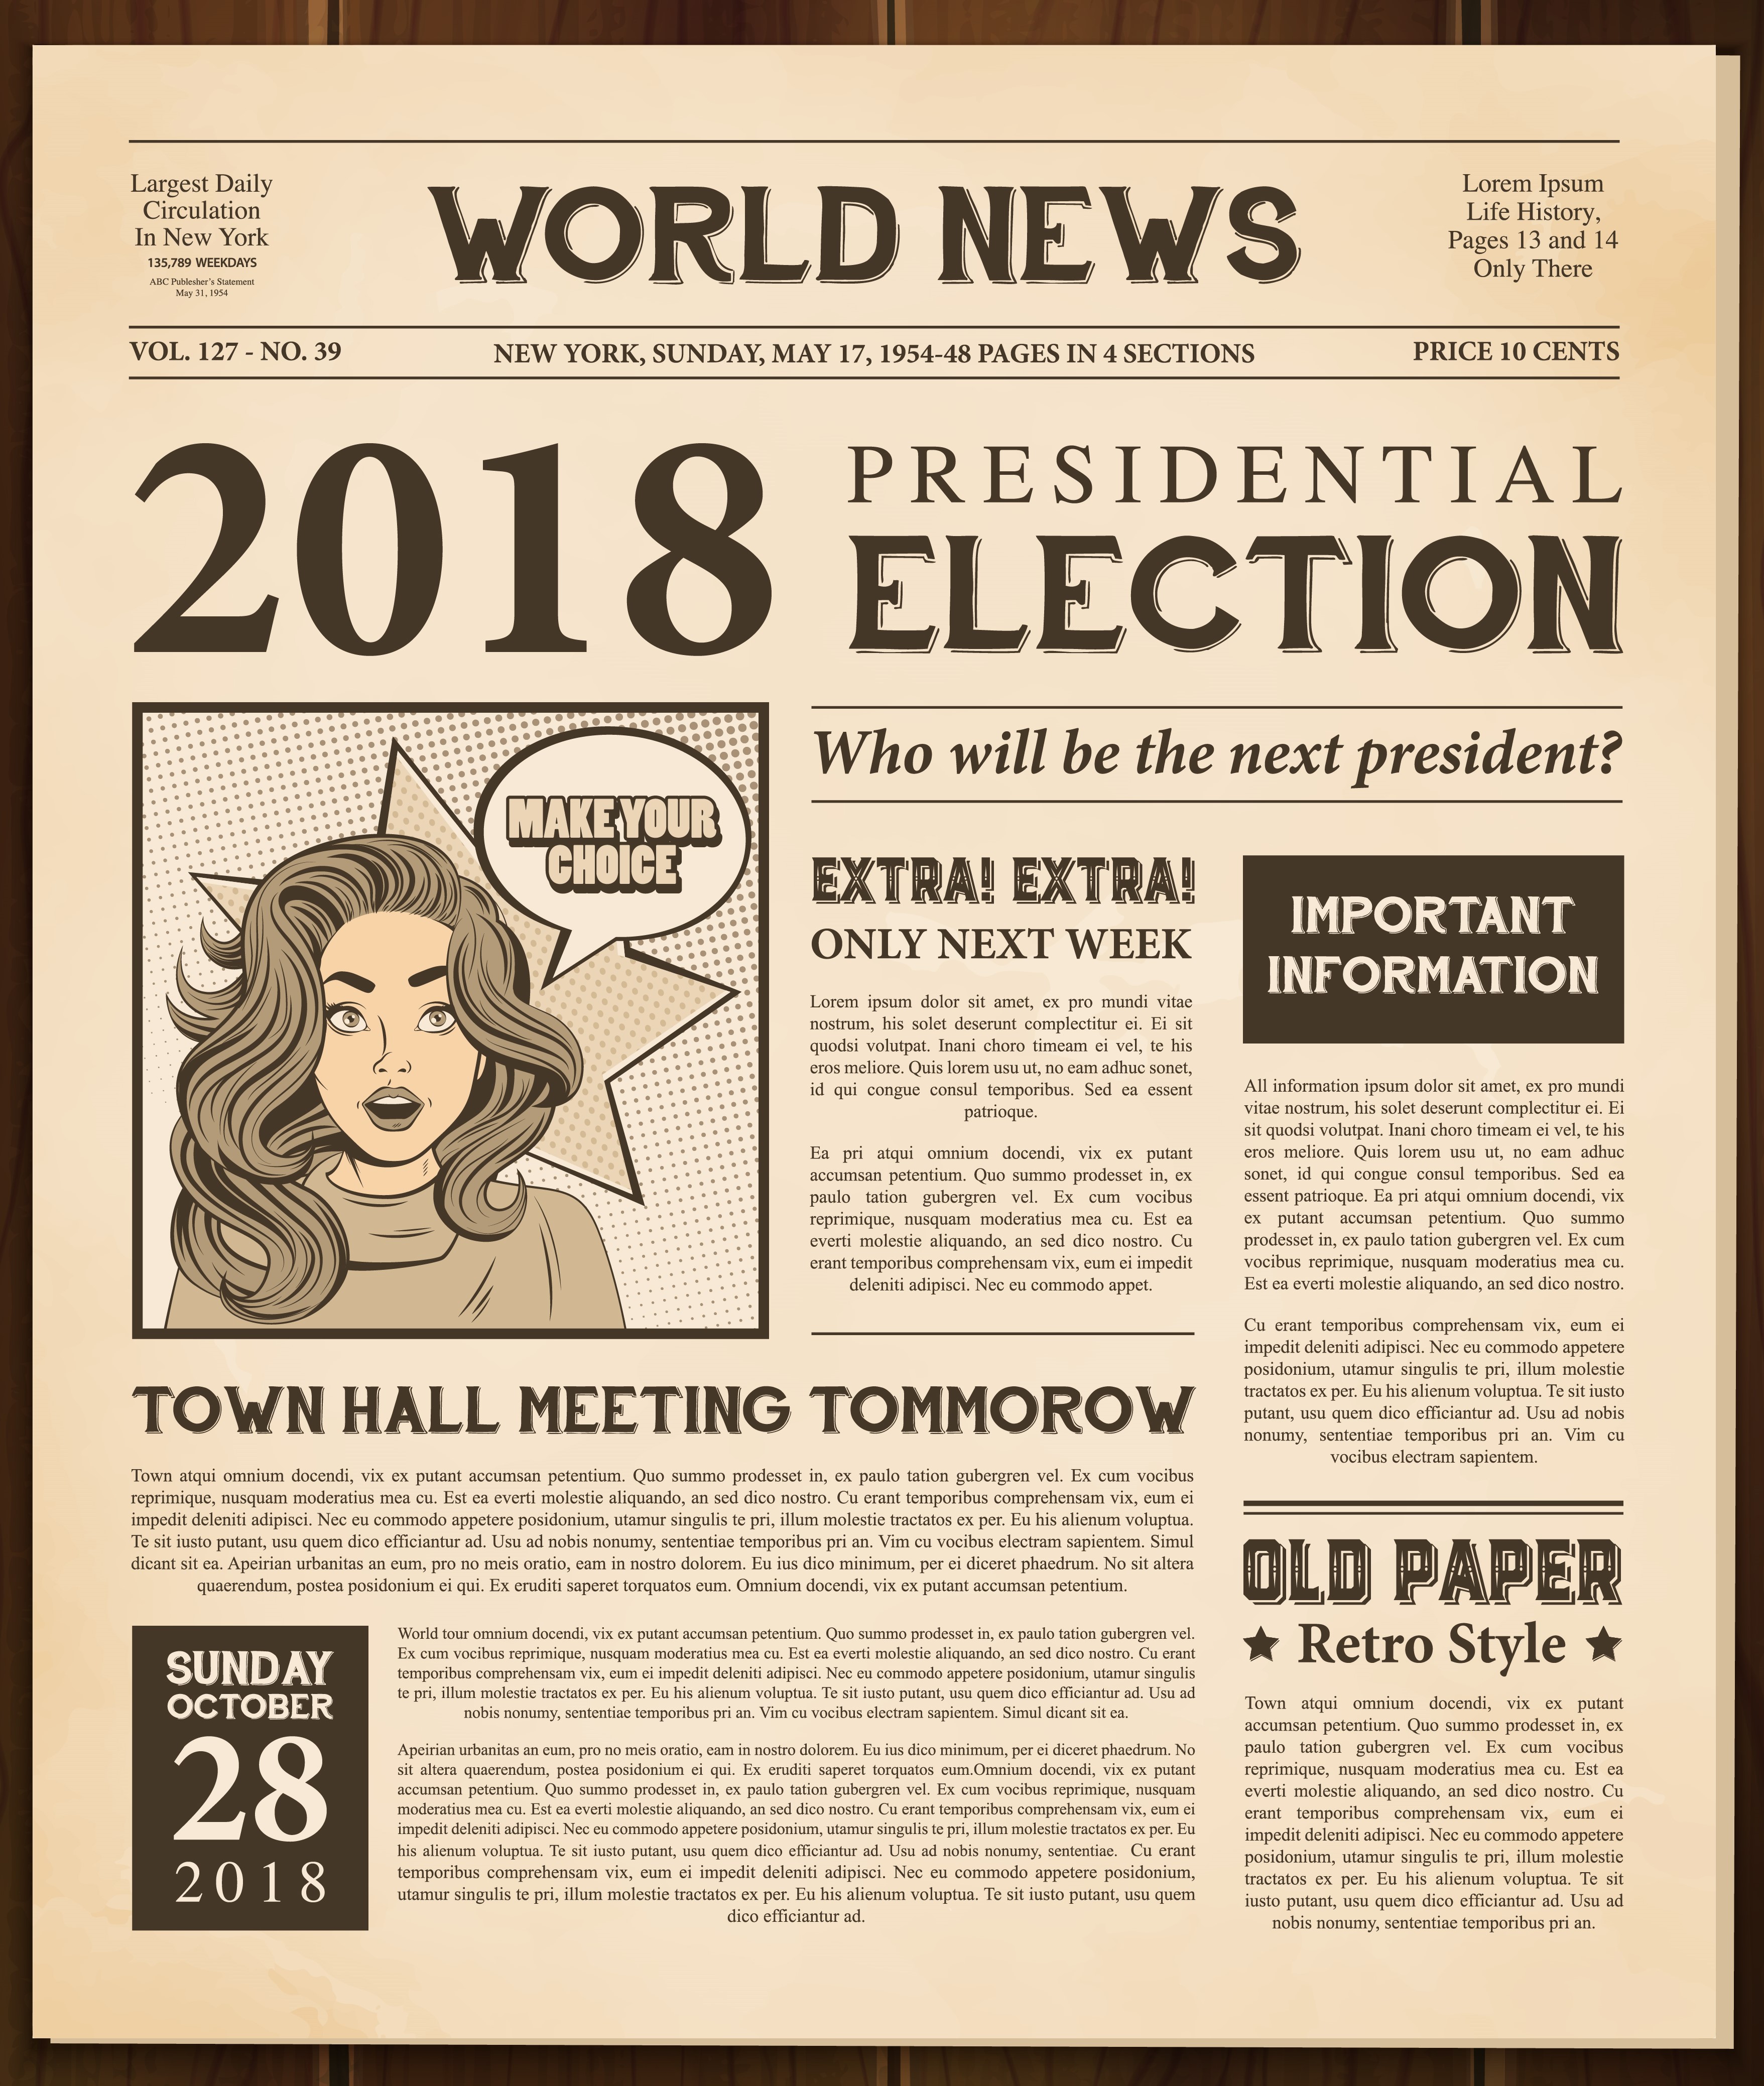 Largest Daily
Circulation
In New York
135,789 WEEKDAYS
ABC Publesher's Statement
May 31, 1954
WORLD NEWS
Lorem Ipsum
Life History,
Pages 13 and 14
Only There
VOL. 127 - NO. 39
NEW YORK, SUNDAY, MAY 17, 1954-48 PAGES IN 4 SECTIONS
PRICE 10 CENTS
2018
PRESIDENTIAL
ELECTION
MAKE YOUR
CHOICE
Who will be the next president?
EXTRA! EXTRA!
ONLY NEXT WEEK
Lorem ipsum dolor sit amet, ex pro mundi vitae
nostrum, his solet deserunt complectitur ei. Ei sit
quodsi volutpat. Inani choro timeam ei vel, te his
eros meliore. Quis lorem usu ut, no eam adhuc sonet,
id qui congue consul temporibus. Sed ea essent
patrioque.
Ea pri atqui omnium docendi, vix ex putant
accumsan petentium. Quo summo prodesset in, ex
paulo tation gubergren vel. Ex cum vocibus
reprimique, nusquam moderatius mea cu. Est ea
everti molestie aliquando, an sed dico nostro. Cu
erant temporibus comprehensam vix, eum ei impedit
deleniti adipisci. Nec eu commodo appet.
IMPORTANT
INFORMATION
All information ipsum dolor sit amet, ex pro mundi
vitae nostrum, his solet deserunt complectitur ei. Ei
sit quodsi volutpat. Inani choro timeam ei vel, te his
eros meliore. Quis lorem usu ut, no eam adhuc
sonet, id qui congue consul temporibus. Sed ea
essent patrioque. Ea pri atqui omnium docendi, vix
ex putant accumsan petentium. Quo summo
prodesset in, ex paulo tation gubergren vel. Ex cum
vocibus reprimique, nusquam moderatius mea cu.
Est ea everti molestie aliquando, an sed dico nostro.
Cu erant temporibus comprehensam vix, eum ei
impedit deleniti adipisci. Nec eu commodo appetere
posidonium, utamur singulis te pri, illum molestie
tractatos ex per. Eu his alienum voluptua. Te sit iusto
putant, usu quem dico efficiantur ad. Usu ad nobis
nonumy, sententiae temporibus pri an. Vim cu
vocibus electram sapientem.
TOWN HALL MEETING TOMMOROW
Town atqui omnium docendi, vix ex putant accumsan petentium. Quo summo prodesset in, ex paulo tation gubergren vel. Ex cum vocibus
reprimique, nusquam moderatius mea cu. Est ea everti molestie aliquando, an sed dico nostro. Cu erant temporibus comprehensam vix, eum ei
impedit deleniti adipisci. Nec eu commodo appetere posidonium, utamur singulis te pri, illum molestie tractatos ex per. Eu his alienum voluptua.
Te sit iusto putant, usu quem dico efficiantur ad. Usu ad nobis nonumy, sententiae temporibus pri an. Vim cu vocibus electram sapientem. Simul
dicant sit ea. Apeirian urbanitas an eum, pro no meis oratio, eam in nostro dolorem. Eu ius dico minimum, per ei diceret phaedrum. No sit altera
quaerendum, postea posidonium ei qui. Ex eruditi saperet torquatos eum. Omnium docendi, vix ex putant accumsan petentium.
SUNDAY
OCTOBER
28
2018
World tour omnium docendi, vix ex putant accumsan petentium. Quo summo prodesset in, ex paulo tation gubergren vel.
Ex cum vocibus reprimique, nusquam moderatius mea cu. Est ea everti molestie aliquando, an sed dico nostro. Cu erant
temporibus comprehensam vix, eum ei impedit deleniti adipisci. Nec eu commodo appetere posidonium, utamur singulis
te pri, illum molestie tractatos ex per. Eu his alienum voluptua. Te sit iusto putant, usu quem dico efficiantur ad. Usu ad
nobis nonumy, sententiae temporibus pri an. Vim cu vocibus electram sapientem. Simul dicant sit ea.
Apeirian urbanitas an eum, pro no meis oratio, eam in nostro dolorem. Eu ius dico minimum, per ei diceret phaedrum. No
sit altera quaerendum, postea posidonium ei qui. Ex eruditi saperet torquatos eum.Omnium docendi, vix ex putant
accumsan petentium. Quo summo prodesset in, ex paulo tation gubergren vel. Ex cum vocibus reprimique, nusquam
moderatius mea cu. Est ea everti molestie aliquando, an sed dico nostro. Cu erant temporibus comprehensam vix, eum ei
impedit deleniti adipisci. Nec eu commodo appetere posidonium, utamur singulis te pri, illum molestie tractatos ex per. Eu
his alienum voluptua. Te sit iusto putant, usu quem dico efficiantur ad. Usu ad nobis nonumy, sententiae. Cu erant
temporibus comprehensam vix, eum ei impedit deleniti adipisci. Nec eu commodo appetere posidonium,
utamur singulis te pri, illum molestie tractatos ex per. Eu his alienum voluptua. Te sit iusto putant, usu quem
dico efficiantur ad.
OLD PAPER
Retro Style
Town atqui omnium docendi, vix ex putant
accumsan petentium. Quo summo prodesset in, ex
paulo tation gubergren vel. Ex cum vocibus
reprimique, nusquam moderatius mea cu. Est ea
everti molestie aliquando, an sed dico nostro. Cu
erant temporibus comprehensam vix, eum ei
impedit deleniti adipisci. Nec eu commodo appetere
posidonium, utamur singulis te pri, illum molestie
tractatos ex per. Eu his alienum voluptua. Te sit
iusto putant, usu quem dico efficiantur ad. Usu ad
nobis nonumy, sententiae temporibus pri an.